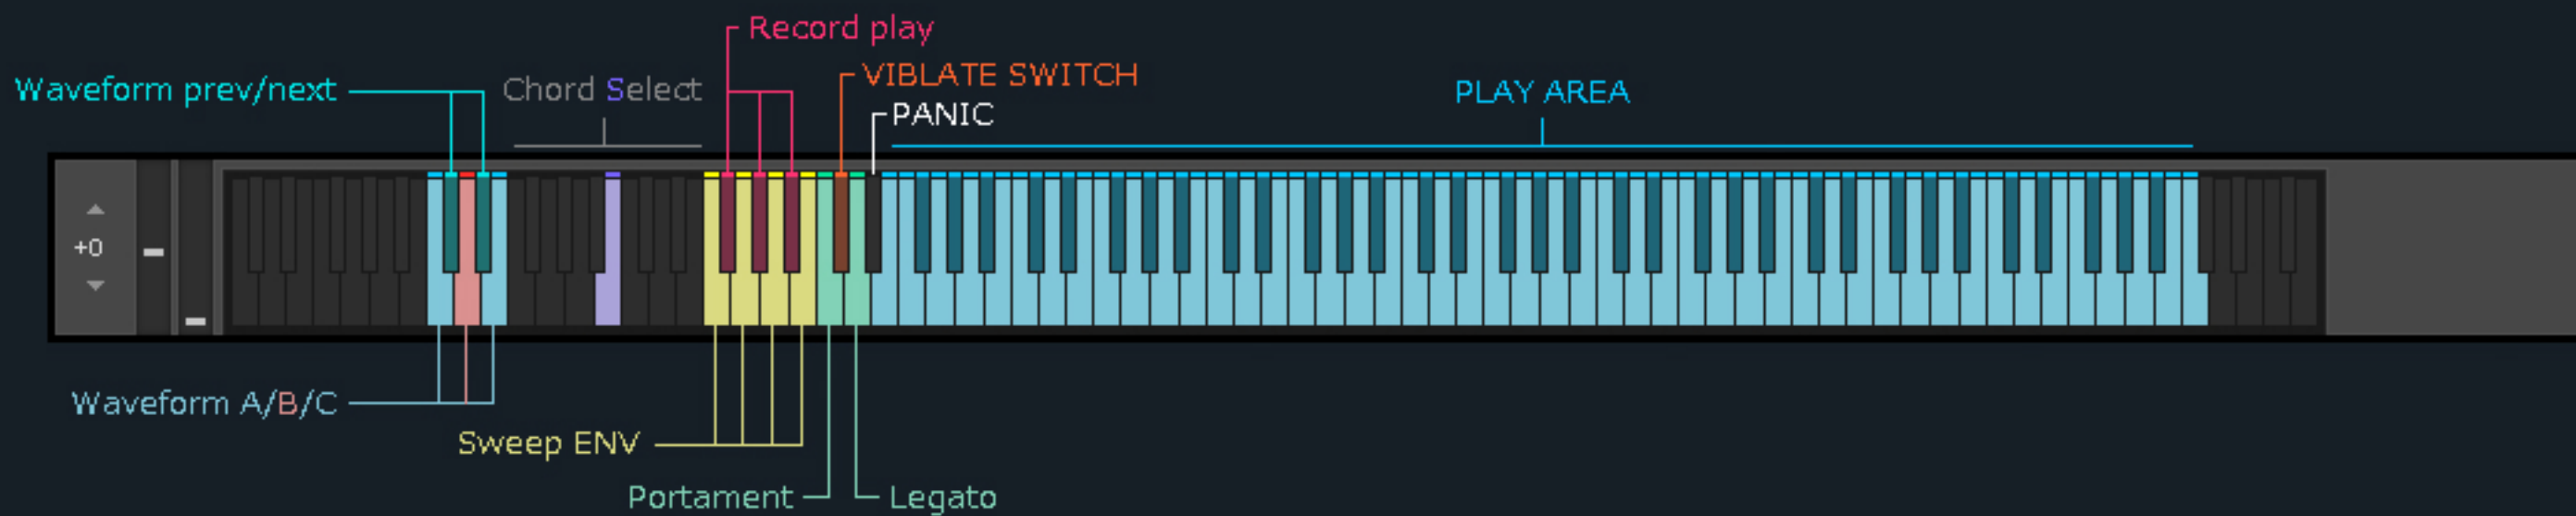 Record play
VIBLATE SWITCH
Waveform prev/next
Chord Select
PLAY AREA
PANIC
+0
Waveform A/B/C
Sweep ENV
Portament
Legato